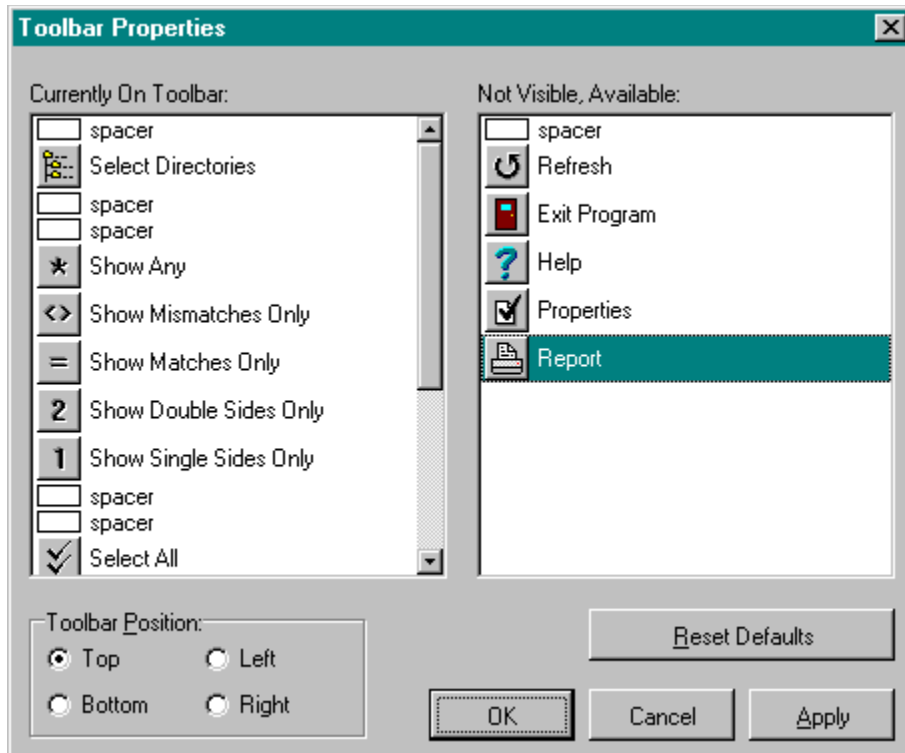 Toolbar Properties
Currently On Toolbar:
spacer
Select Directories
spacer
spacer
* Show Any
<> Show Mismatches Only
= Show Matches Only
2 Show Double Sides Only
1 Show Single Sides Only
spacer
spacer
Select All
Not Visible, Available:
spacer
Refresh
Exit Program
? Help
Properties
Report
Toolbar Position:
Top Left
Bottom Right
Reset Defaults
OK Cancel Apply